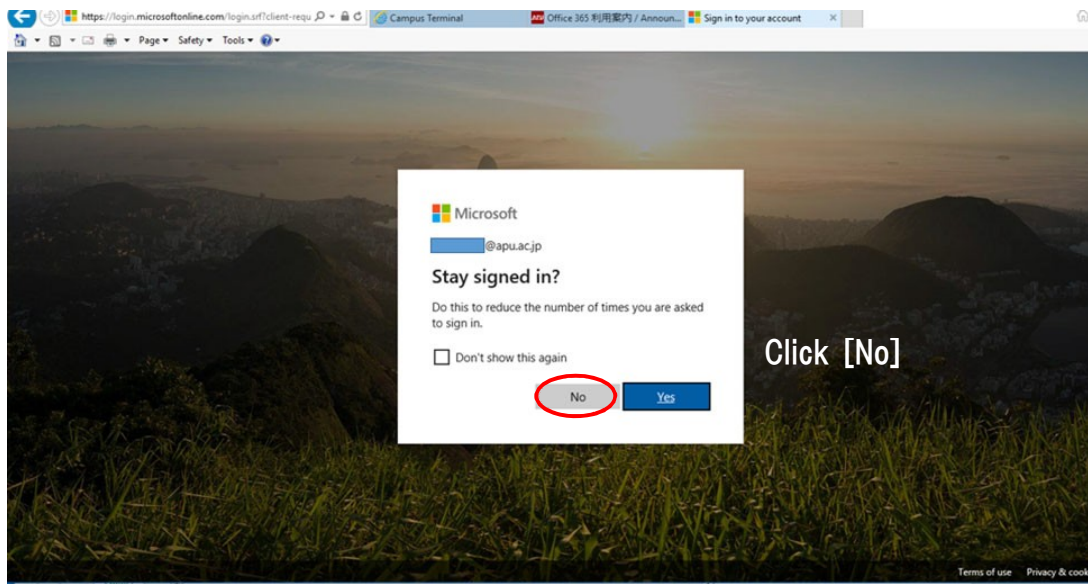 https://login.microsoftonline.com/login.srf?client-requ
Campus Terminal
APU Office 365 利用案内 / Announ...
Sign in to your account
Page Safety Tools
Microsoft
@apu.ac.jp
Stay signed in?
Do this to reduce the number of times you are asked
to sign in.
Don't show this again
No Yes
Click [No]
Terms of use Privacy & cook